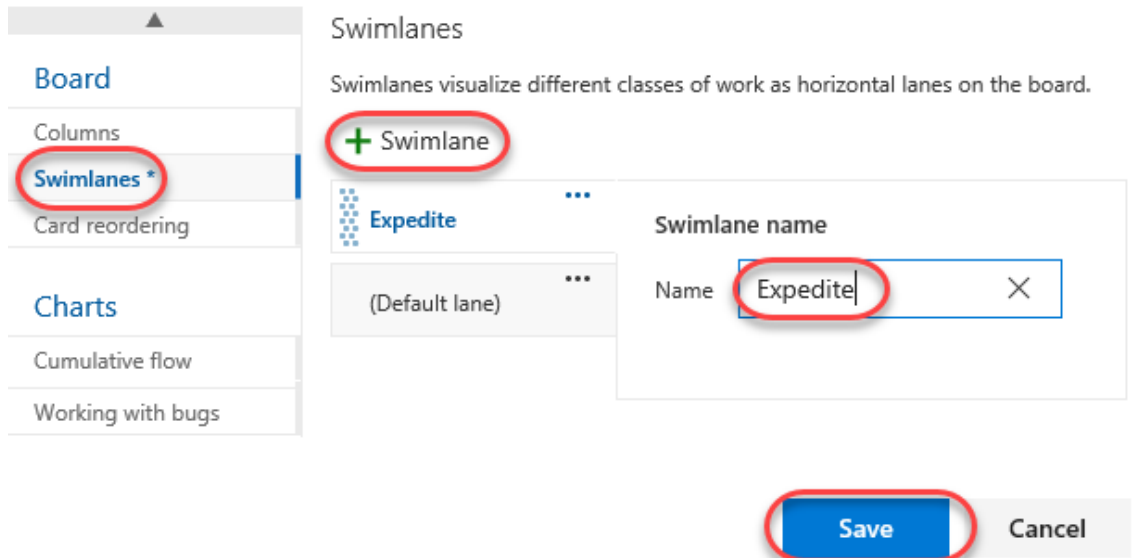 Board
Columns
Swimlanes *
Card reordering
Charts
Cumulative flow
Working with bugs
Swimlanes
Swimlanes visualize different classes of work as horizontal lanes on the board.
+ Swimlane
Expedite
(Default lane)
Swimlane name
Name Expedite
Save Cancel